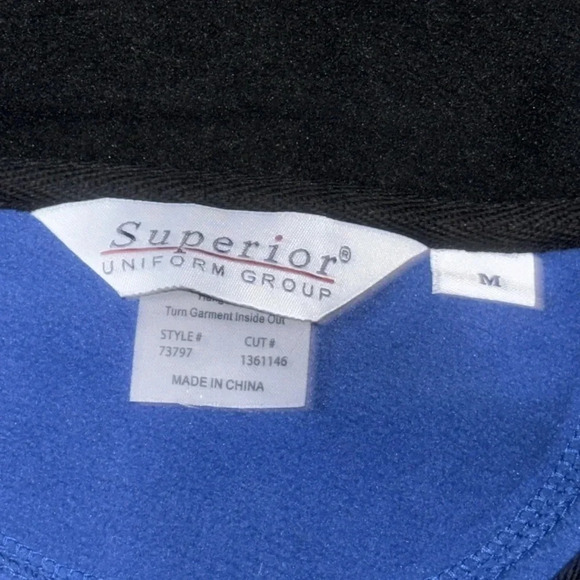 Superior®
UNIFORM GROUP
M
Turn Garment Inside Out
STYLE # CUT #
73797 1361146
MADE IN CHINA